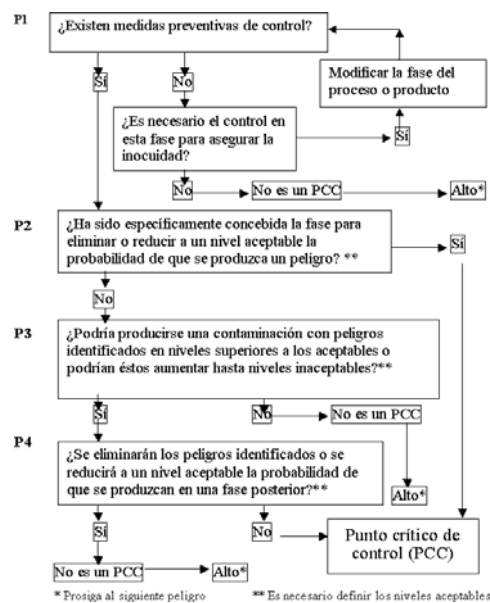 P1
¿Existen medidas preventivas de control?
Sí
No
Modificar la fase del
proceso o producto
¿Es necesario el control en
esta fase para asegurar la
inocuidad?
Sí
No
No es un PCC
Alto*
P2
¿Ha sido específicamente concebida la fase para
eliminar o reducir a un nivel aceptable la
probabilidad de que se produzca un peligro? **
Sí
No
P3
¿Podría producirse una contaminación con peligros
identificados en niveles superiores a los aceptables o
podrían éstos aumentar hasta niveles inaceptables?**
Sí
No
No es un PCC
Alto*
P4
¿Se eliminarán los peligros identificados o se
reducirá a un nivel aceptable la probabilidad de
que se produzcan en una fase posterior?**
Sí
No
Punto crítico de
control (PCC)
No es un PCC
Alto*
* Prosiga al siguiente peligro
** Es necesario definir los niveles aceptables